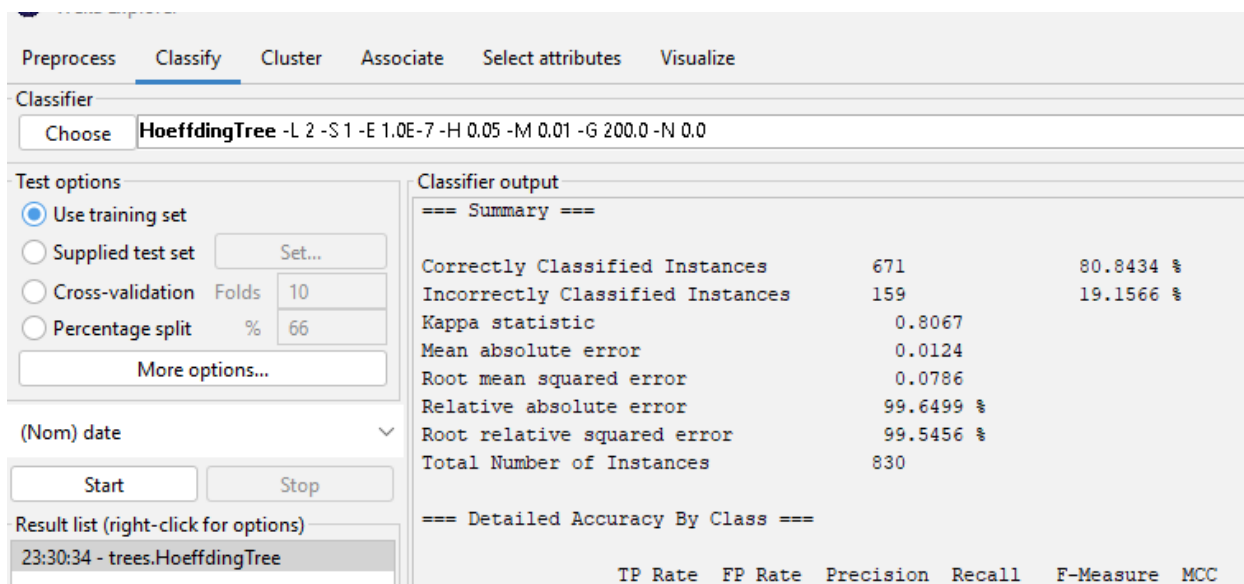 Preprocess Classify Cluster Associate Select attributes Visualize
Classifier
Choose HoeffdingTree -L 2 -S 1 -E 1.0E-7 -H 0.05 -M 0.01 -G 200.0 -N 0.0
Test options
Use training set
Supplied test set Set...
Cross-validation Folds 10
Percentage split % 66
More options...
(Nom) date
Start Stop
Result list (right-click for options)
23:30:34 - trees.HoeffdingTree
Classifier output
=== Summary ===
Correctly Classified Instances 671 80.8434 %
Incorrectly Classified Instances 159 19.1566 %
Kappa statistic 0.8067
Mean absolute error 0.0124
Root mean squared error 0.0786
Relative absolute error 99.6499 %
Root relative squared error 99.5456 %
Total Number of Instances 830
=== Detailed Accuracy By Class ===
TP Rate FP Rate Precision Recall F-Measure MCC